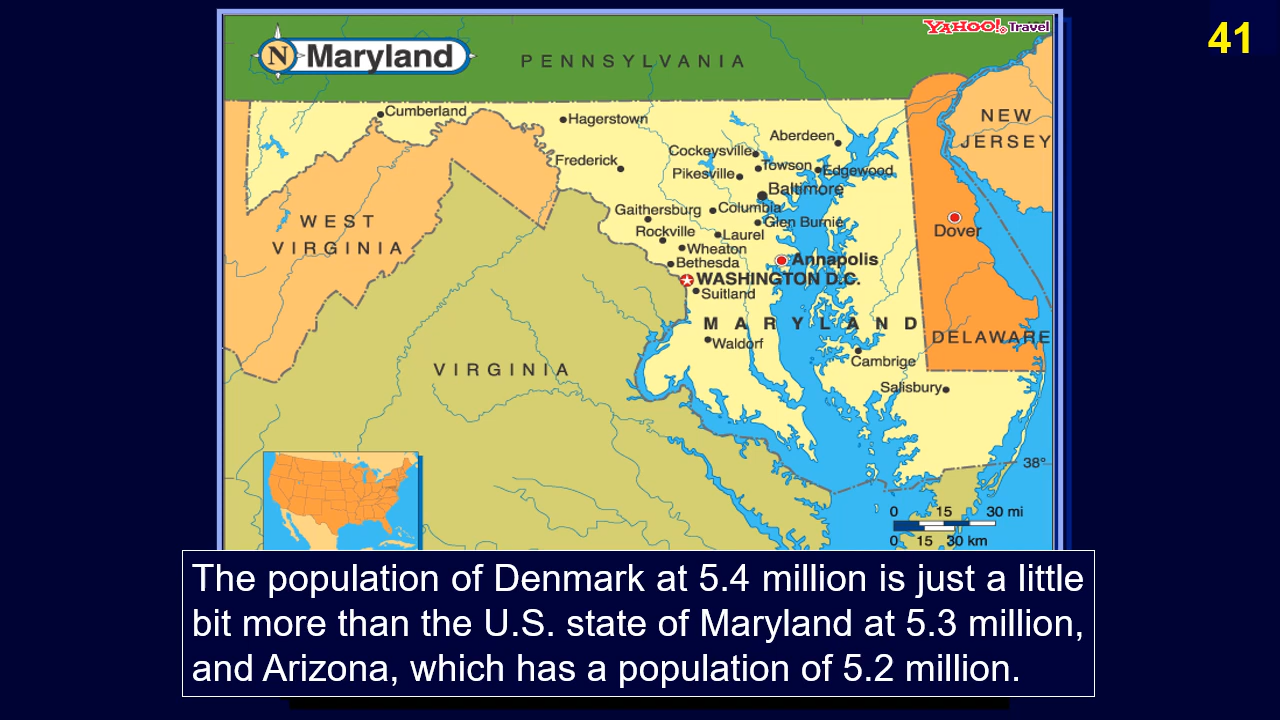 41
YAHOO! Travel
N Maryland
PENNSYLVANIA
NEW
JERSEY
Cumberland
Hagerstown
Aberdeen
Frederick
Cockeysville
Towson
Edgewood
Pikesville
Baltimore
WEST
VIRGINIA
Gaithersburg
Columbia
Glen Burnie
Dover
Rockville
Laurel
Wheaton
Bethesda
Annapolis
WASHINGTON D.C.
Suitland
MARYLAND
DELAWARE
Waldorf
Cambrige
VIRGINIA
Salisbury
38°
0 15 30 mi
0 15 30 km
The population of Denmark at 5.4 million is just a little
bit more than the U.S. state of Maryland at 5.3 million,
and Arizona, which has a population of 5.2 million.